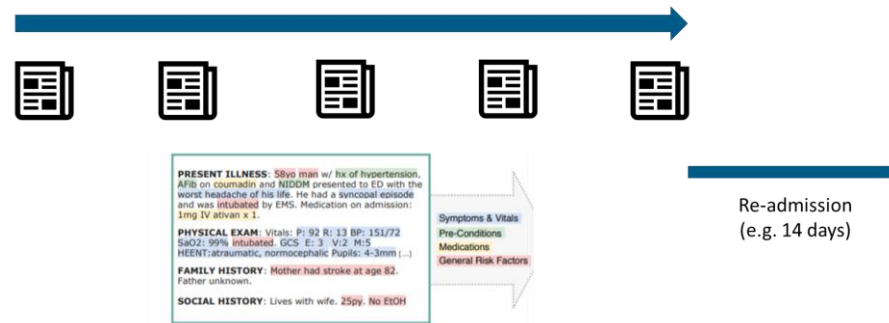 PRESENT ILLNESS: 58yo man w/ hx of hypertension,
AFib on coumadin and NIDDM presented to ED with the
worst headache of his life. He had a syncopal episode
and was intubated by EMS. Medication on admission:
1mg IV ativan x 1.
PHYSICAL EXAM: Vitals: P: 92 R: 13 BP: 151/72
SaO2: 99% intubated. GCS E: 3 V:2 M:5
HEENT:atraumatic, normocephalic Pupils: 4-3mm [...]
FAMILY HISTORY: Mother had stroke at age 82.
Father unknown.
SOCIAL HISTORY: Lives with wife. 25py. No EtOH
Symptoms & Vitals
Pre-Conditions
Medications
General Risk Factors
Re-admission
(e.g. 14 days)